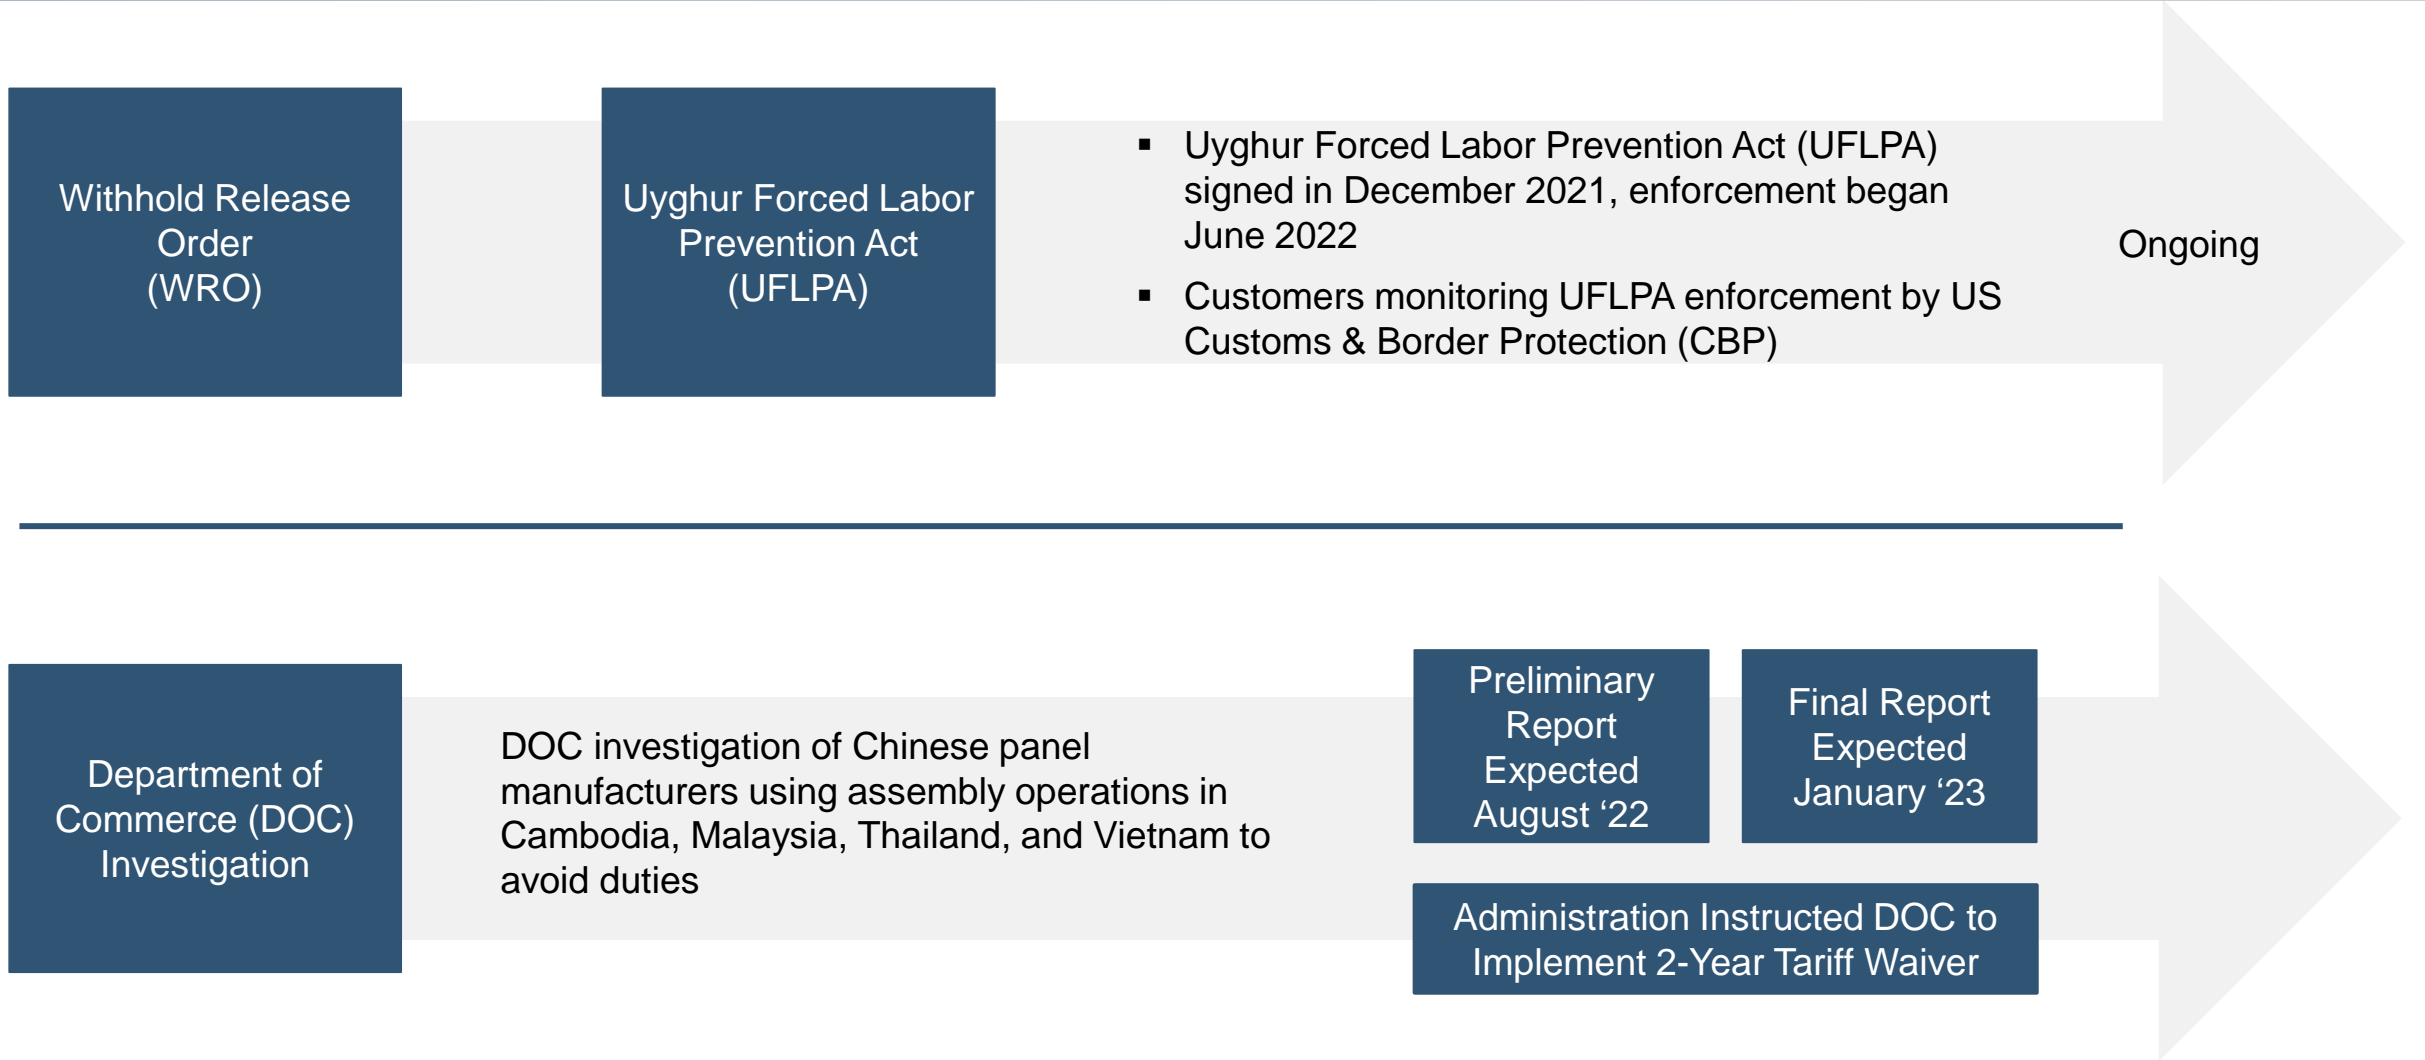 Withhold Release
Order
(WRO)
Uyghur Forced Labor
Prevention Act
(UFLPA)
▪ Uyghur Forced Labor Prevention Act (UFLPA)
signed in December 2021, enforcement began
June 2022
▪ Customers monitoring UFLPA enforcement by US
Customs & Border Protection (CBP)
Ongoing
Department of
Commerce (DOC)
Investigation
DOC investigation of Chinese panel
manufacturers using assembly operations in
Cambodia, Malaysia, Thailand, and Vietnam to
avoid duties
Preliminary
Report
Expected
August ‘22
Final Report
Expected
January ‘23
Administration Instructed DOC to
Implement 2-Year Tariff Waiver